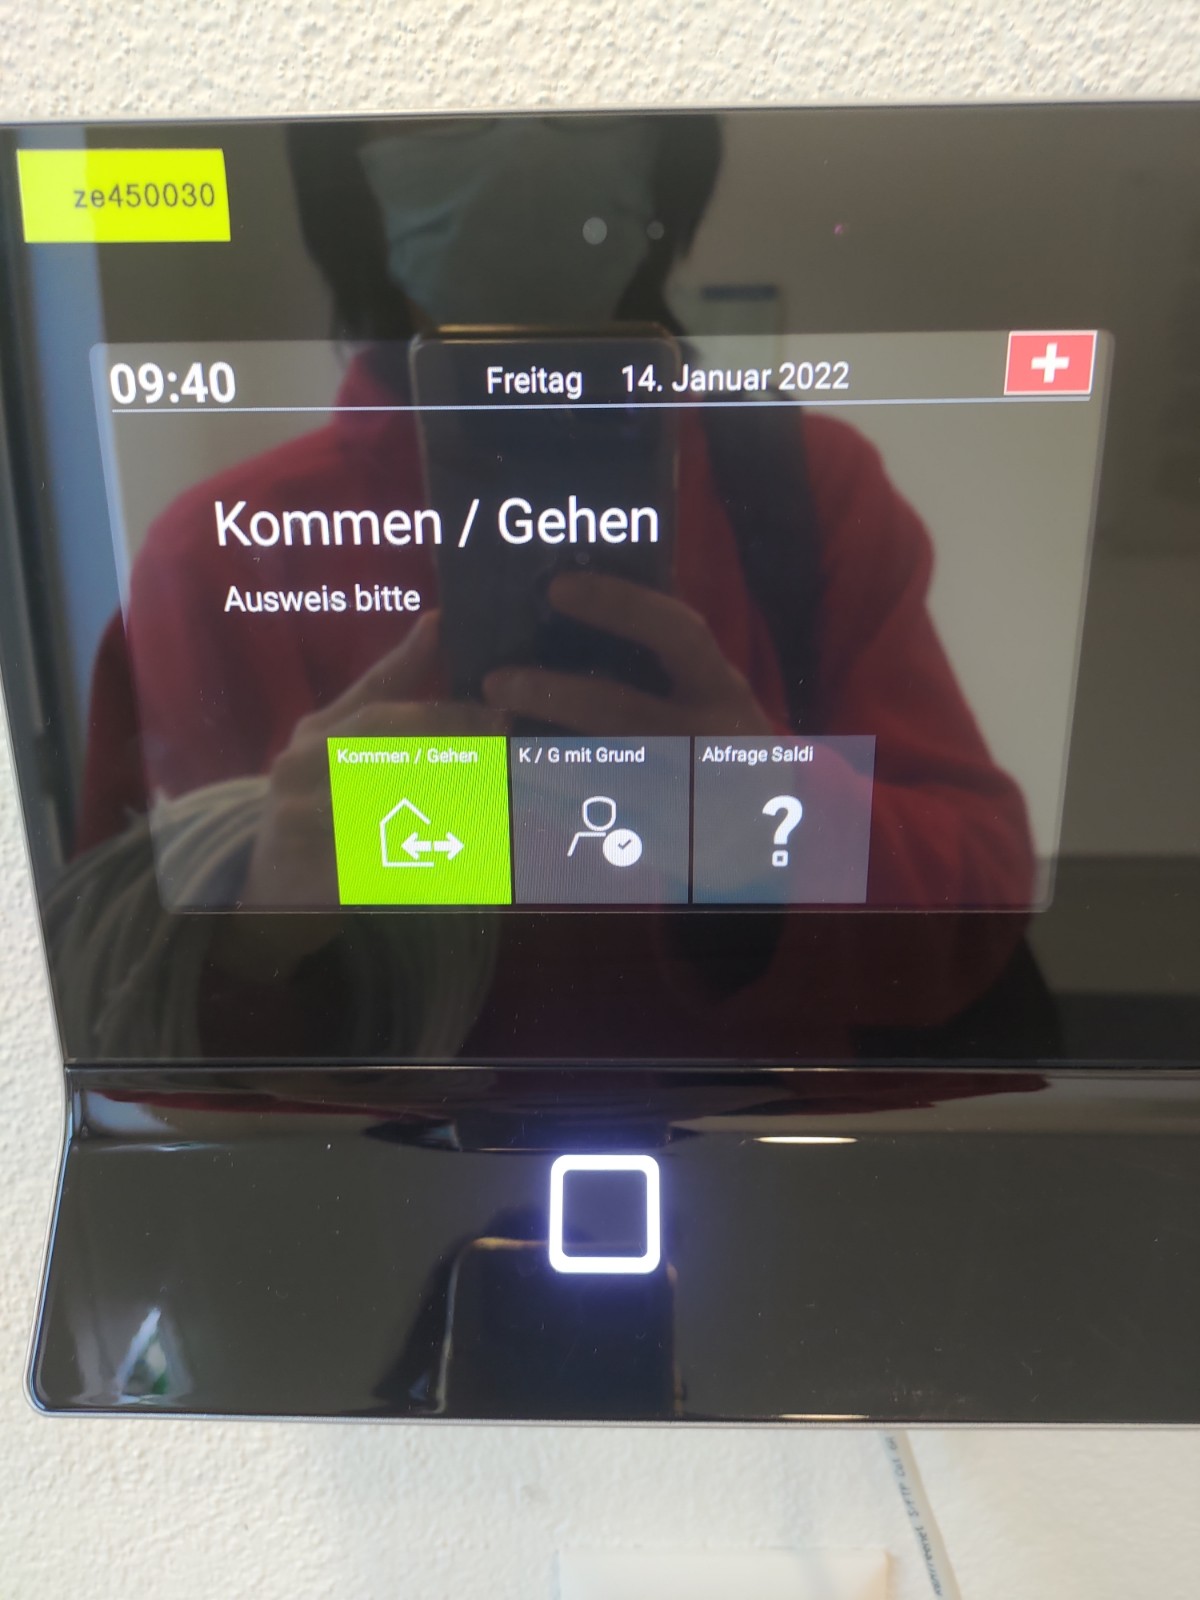 ze450030
09:40 Freitag 14. Januar 2022
Kommen / Gehen
Ausweis bitte
Kommen / Gehen K / G mit Grund Abfrage Saldi